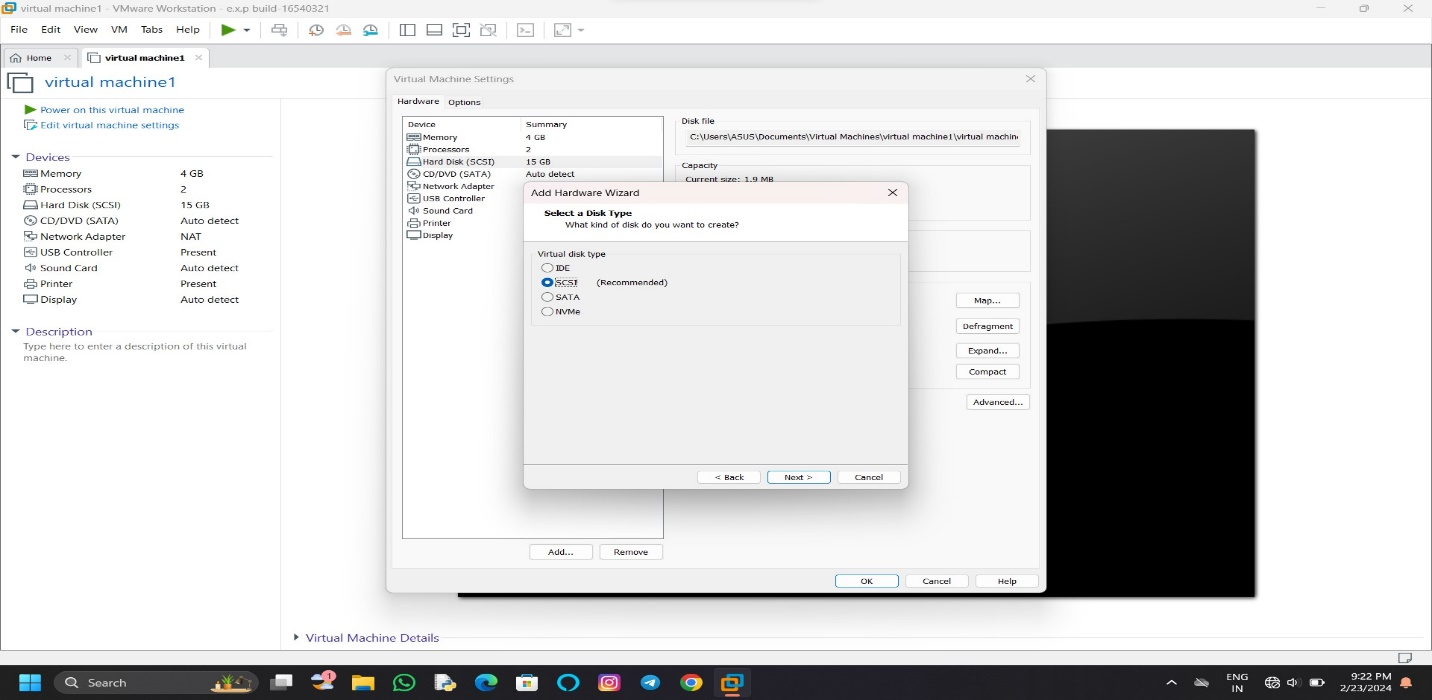 virtual machine1 - VMware Workstation - e.x.p build-16540321
File Edit View VM Tabs Help
Home virtual machine1
virtual machine1
Power on this virtual machine
Edit virtual machine settings
Devices
Memory 4 GB
Processors 2
Hard Disk (SCSI) 15 GB
CD/DVD (SATA) Auto detect
Network Adapter NAT
USB Controller Present
Sound Card Auto detect
Printer Present
Display Auto detect
Description
Type here to enter a description of this virtual
machine.
Virtual Machine Settings
Hardware Options
Device Summary
Memory 4 GB
Processors 2
Hard Disk (SCSI) 15 GB
CD/DVD (SATA) Auto detect
Network Adapter
USB Controller
Sound Card
Printer
Display
Disk file
C:\Users\ASUS\Documents\Virtual Machines\virtual machine1\virtual machin
Capacity
Current size: 1.9 MB
Add Hardware Wizard
Select a Disk Type
What kind of disk do you want to create?
Virtual disk type
IDE
SCSI (Recommended)
SATA
NVMe
< Back Next > Cancel
Map...
Defragment
Expand...
Compact
Advanced...
Add... Remove
OK Cancel Help
Virtual Machine Details
Search
1
ENG
IN
9:22 PM
2/23/2024